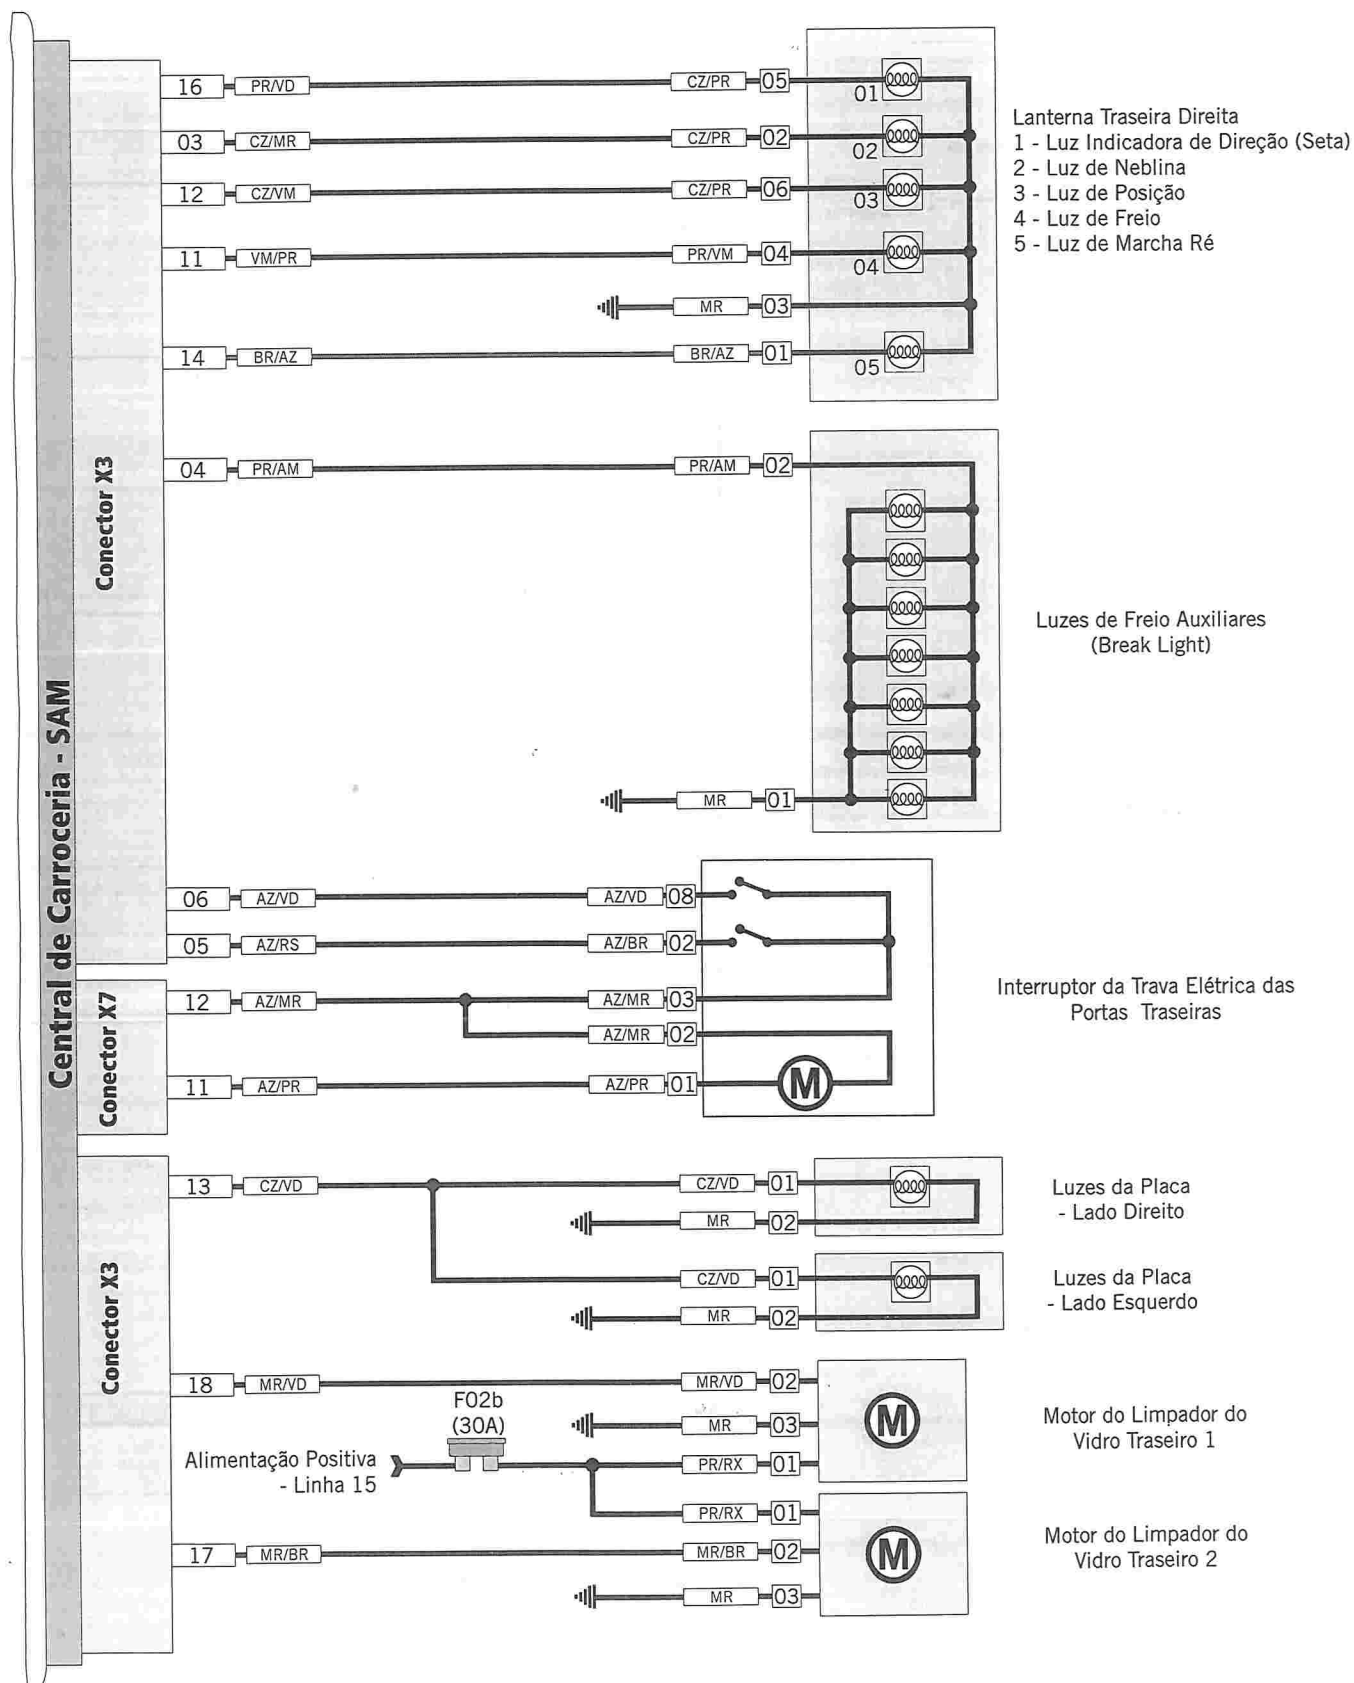 Central de Carroceria - SAM
Conector X3
16 PR/VD CZ/PR 05 01
03 CZ/MR CZ/PR 02 02
12 CZ/VM CZ/PR 06 03
11 VM/PR PR/VM 04 04
MR 03
14 BR/AZ BR/AZ 01 05
Lanterna Traseira Direita
1 - Luz Indicadora de Direção (Seta)
2 - Luz de Neblina
3 - Luz de Posição
4 - Luz de Freio
5 - Luz de Marcha Ré
04 PR/AM PR/AM 02
MR 01
Luzes de Freio Auxiliares
(Break Light)
06 AZ/VD AZ/VD 08
05 AZ/RS AZ/BR 02
Conector X7
12 AZ/MR AZ/MR 03
AZ/MR 02
11 AZ/PR AZ/PR 01
M
Interruptor da Trava Elétrica das
Portas Traseiras
Conector X3
13 CZ/VD CZ/VD 01
MR 02
Luzes da Placa
- Lado Direito
CZ/VD 01
MR 02
Luzes da Placa
- Lado Esquerdo
18 MR/VD MR/VD 02
F02b
(30A)
MR 03
Alimentação Positiva
- Linha 15
PR/RX 01
M
Motor do Limpador do
Vidro Traseiro 1
PR/RX 01
17 MR/BR MR/BR 02
MR 03
M
Motor do Limpador do
Vidro Traseiro 2